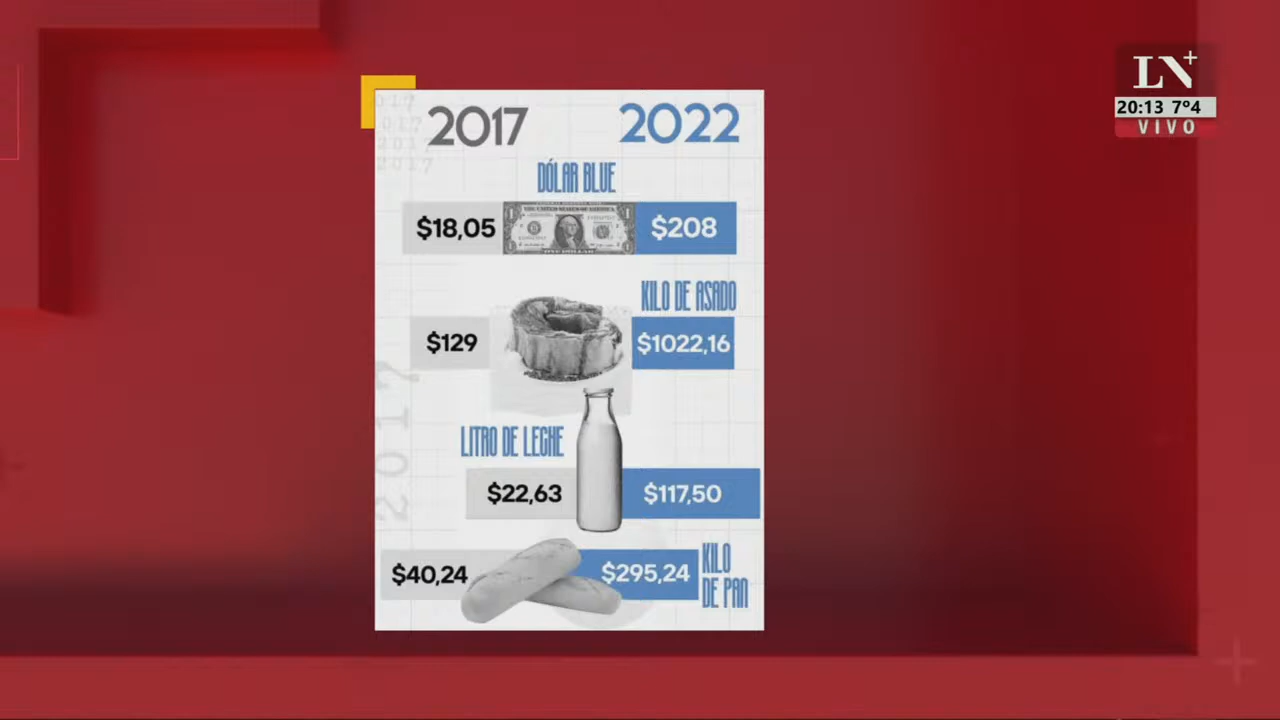 LN+
20:13 7°4
VIVO
2017 2022
DÓLAR BLUE
$18,05 $208
KILO DE ASADO
$129 $1022,16
LITRO DE LECHE
$22,63 $117,50
$40,24 $295,24
KILO
DE PAN
2017